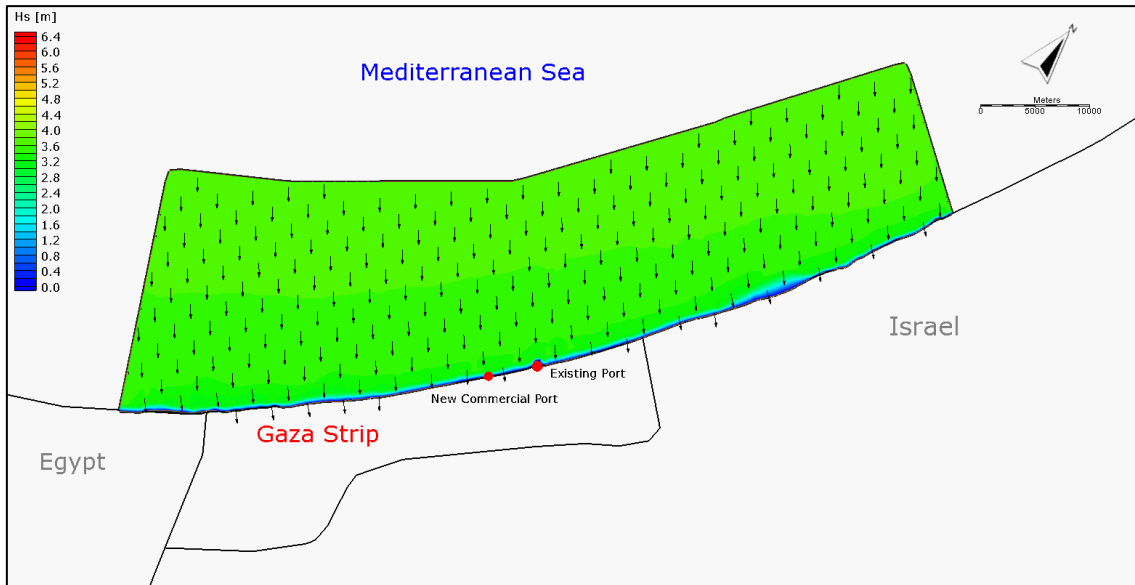 Hs [m]
6.4
6.0
5.6
5.2
4.8
4.4
4.0
3.6
3.2
2.8
2.4
2.0
1.6
1.2
0.8
0.4
0.0
Mediterranean Sea
N
Meters
0 5000 10000
Israel
Existing Port
New Commercial Port
Gaza Strip
Egypt